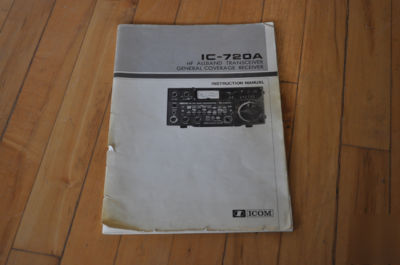 IC-720A
HF ALLBAND TRANSCEIVER
GENERAL COVERAGE RECEIVER
INSTRUCTION MANUAL
ICOM